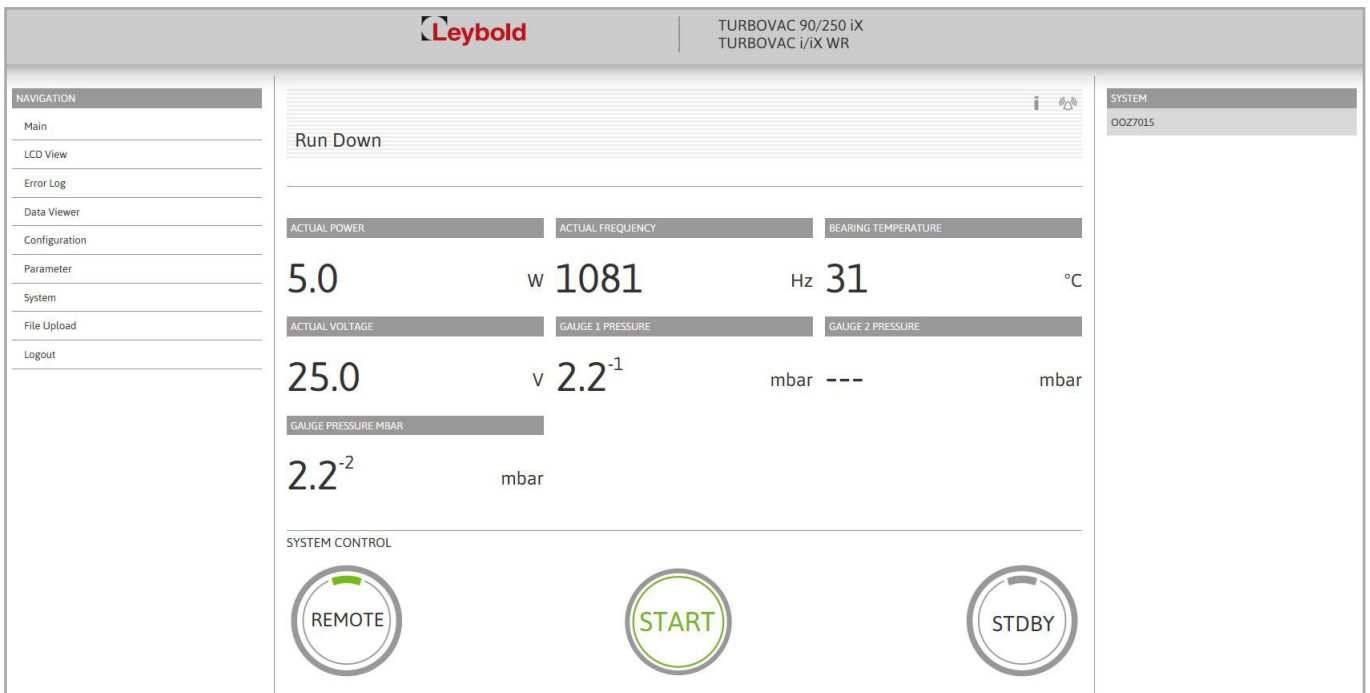 Leybold
TURBOVAC 90/250 iX
TURBOVAC i/iX WR
NAVIGATION
Main
LCD View
Error Log
Data Viewer
Configuration
Parameter
System
File Upload
Logout
i
Run Down
ACTUAL POWER
5.0 W
ACTUAL FREQUENCY
1081 Hz
BEARING TEMPERATURE
31 °C
ACTUAL VOLTAGE
25.0 V
GAUGE 1 PRESSURE
2.2⁻¹ mbar
GAUGE 2 PRESSURE
--- mbar
GAUGE PRESSURE MBAR
2.2⁻² mbar
SYSTEM CONTROL
REMOTE
START
STDBY
SYSTEM
OOZ7015